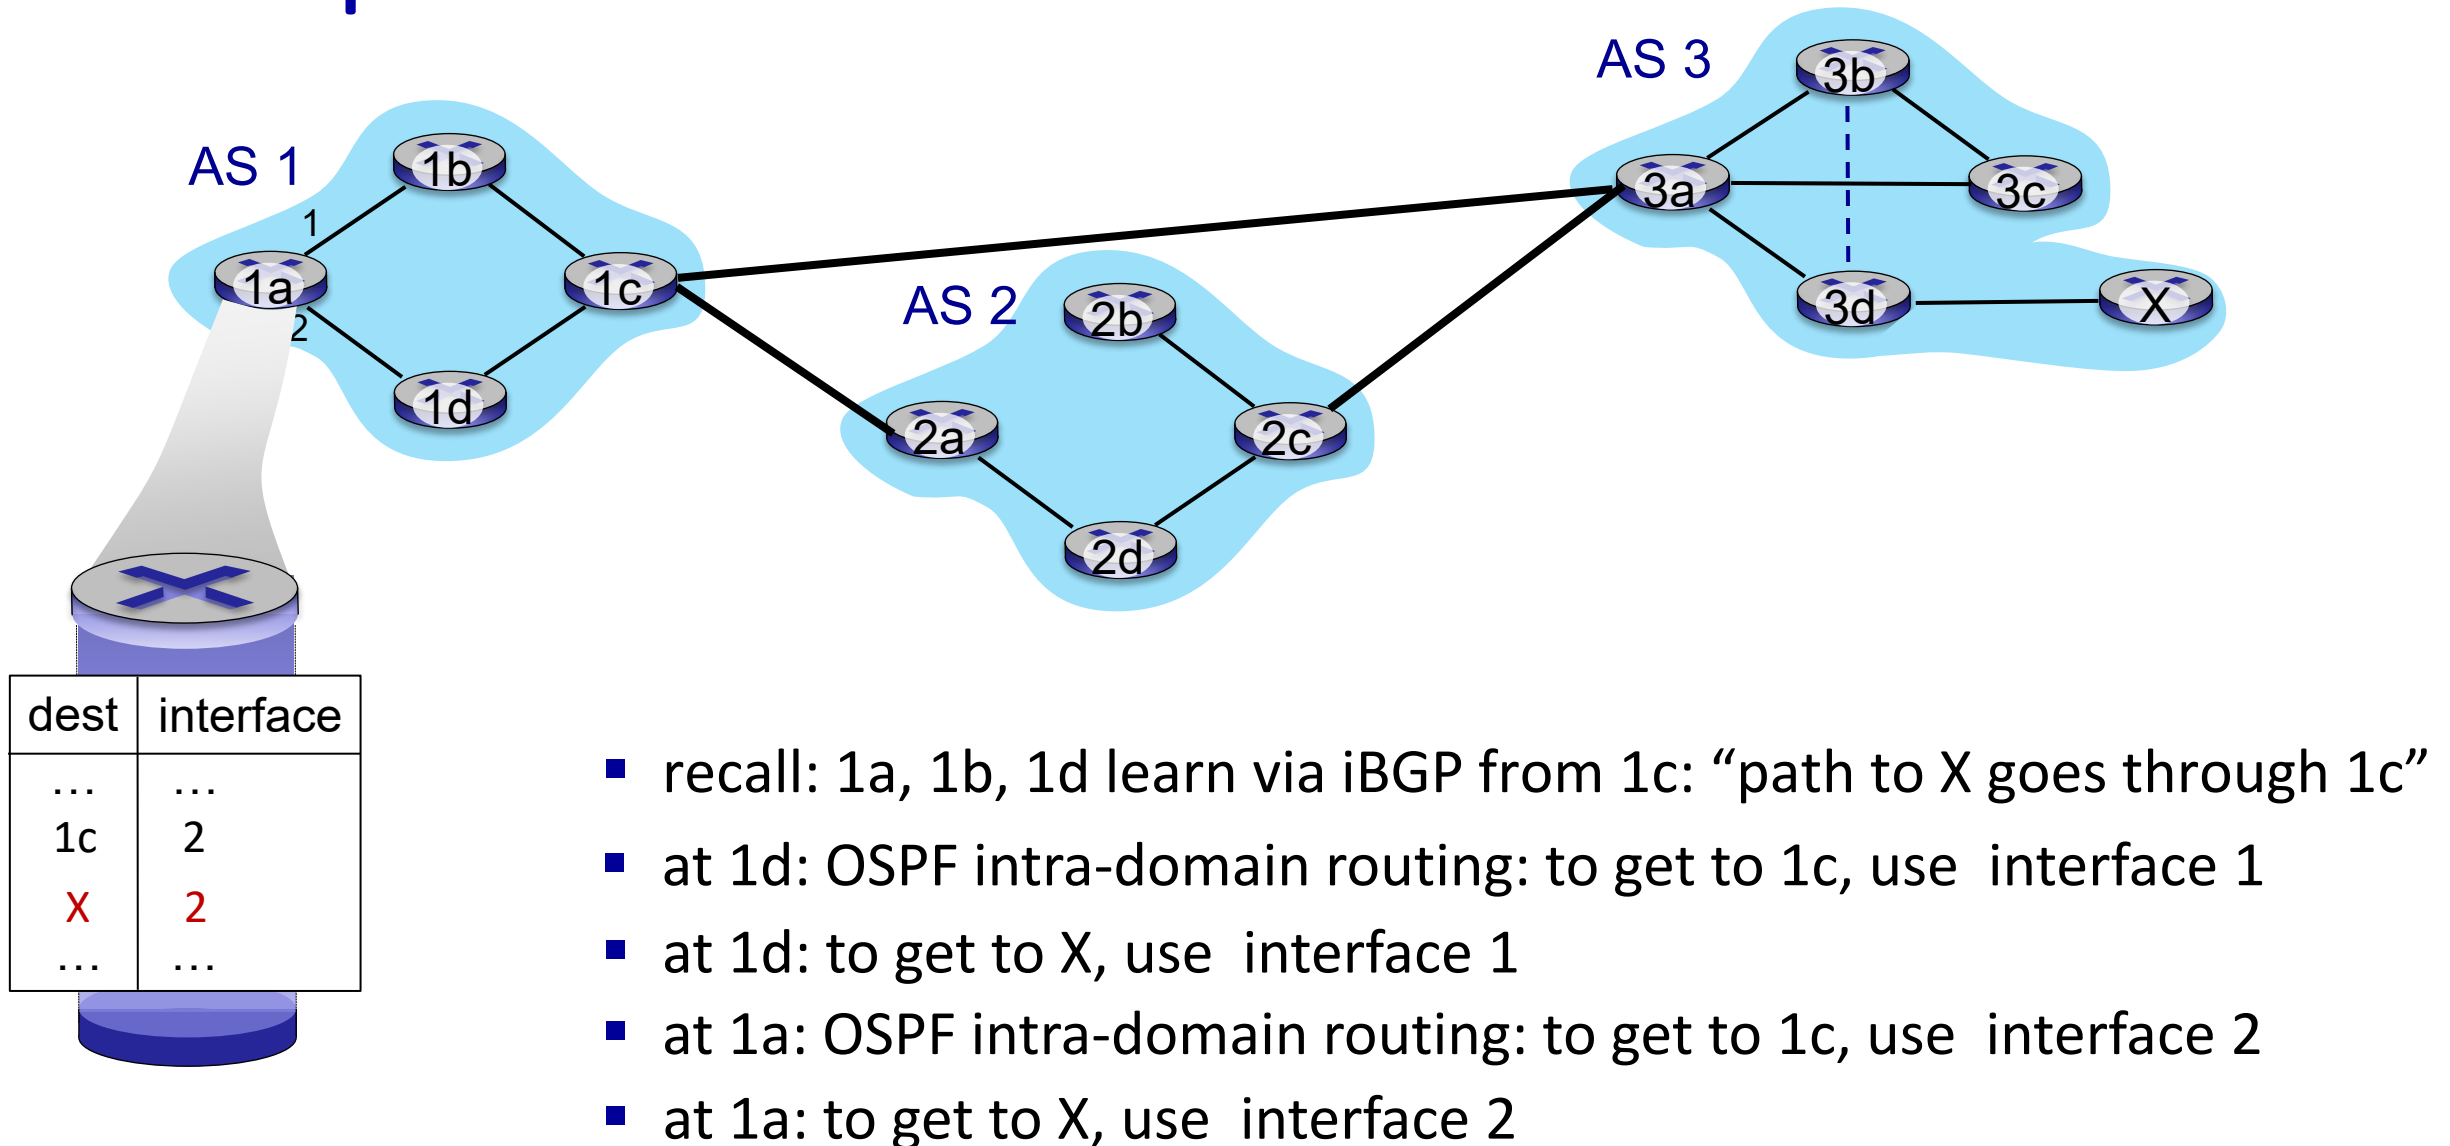 AS 3
3b
AS 1
1b
3a
3c
1
1a
1c
2
AS 2
2b
3d
X
1d
2a
2c
2d
dest interface
... ...
1c 2
X 2
... ...
▪ recall: 1a, 1b, 1d learn via iBGP from 1c: “path to X goes through 1c”
▪ at 1d: OSPF intra-domain routing: to get to 1c, use interface 1
▪ at 1d: to get to X, use interface 1
▪ at 1a: OSPF intra-domain routing: to get to 1c, use interface 2
▪ at 1a: to get to X, use interface 2